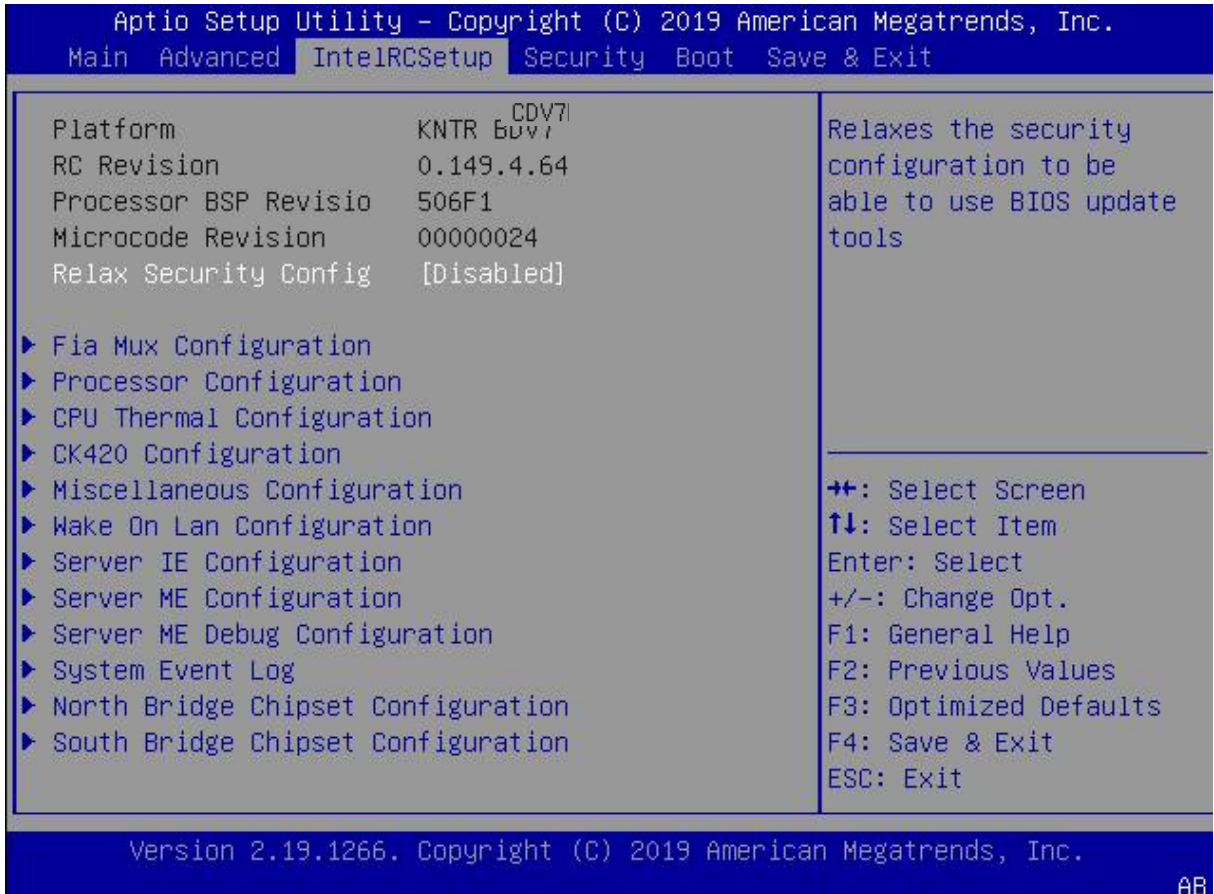 Aptio Setup Utility – Copyright (C) 2019 American Megatrends, Inc.
Main Advanced IntelRCSetup Security Boot Save & Exit
Platform KNTR CDV7
RC Revision 0.149.4.64
Processor BSP Revisio 506F1
Microcode Revision 00000024
Relax Security Config [Disabled]
Fia Mux Configuration
Processor Configuration
CPU Thermal Configuration
CK420 Configuration
Miscellaneous Configuration
Wake On Lan Configuration
Server IE Configuration
Server ME Configuration
Server ME Debug Configuration
System Event Log
North Bridge Chipset Configuration
South Bridge Chipset Configuration
Relaxes the security
configuration to be
able to use BIOS update
tools
→←: Select Screen
↑↓: Select Item
Enter: Select
+/-: Change Opt.
F1: General Help
F2: Previous Values
F3: Optimized Defaults
F4: Save & Exit
ESC: Exit
Version 2.19.1266. Copyright (C) 2019 American Megatrends, Inc.
AB